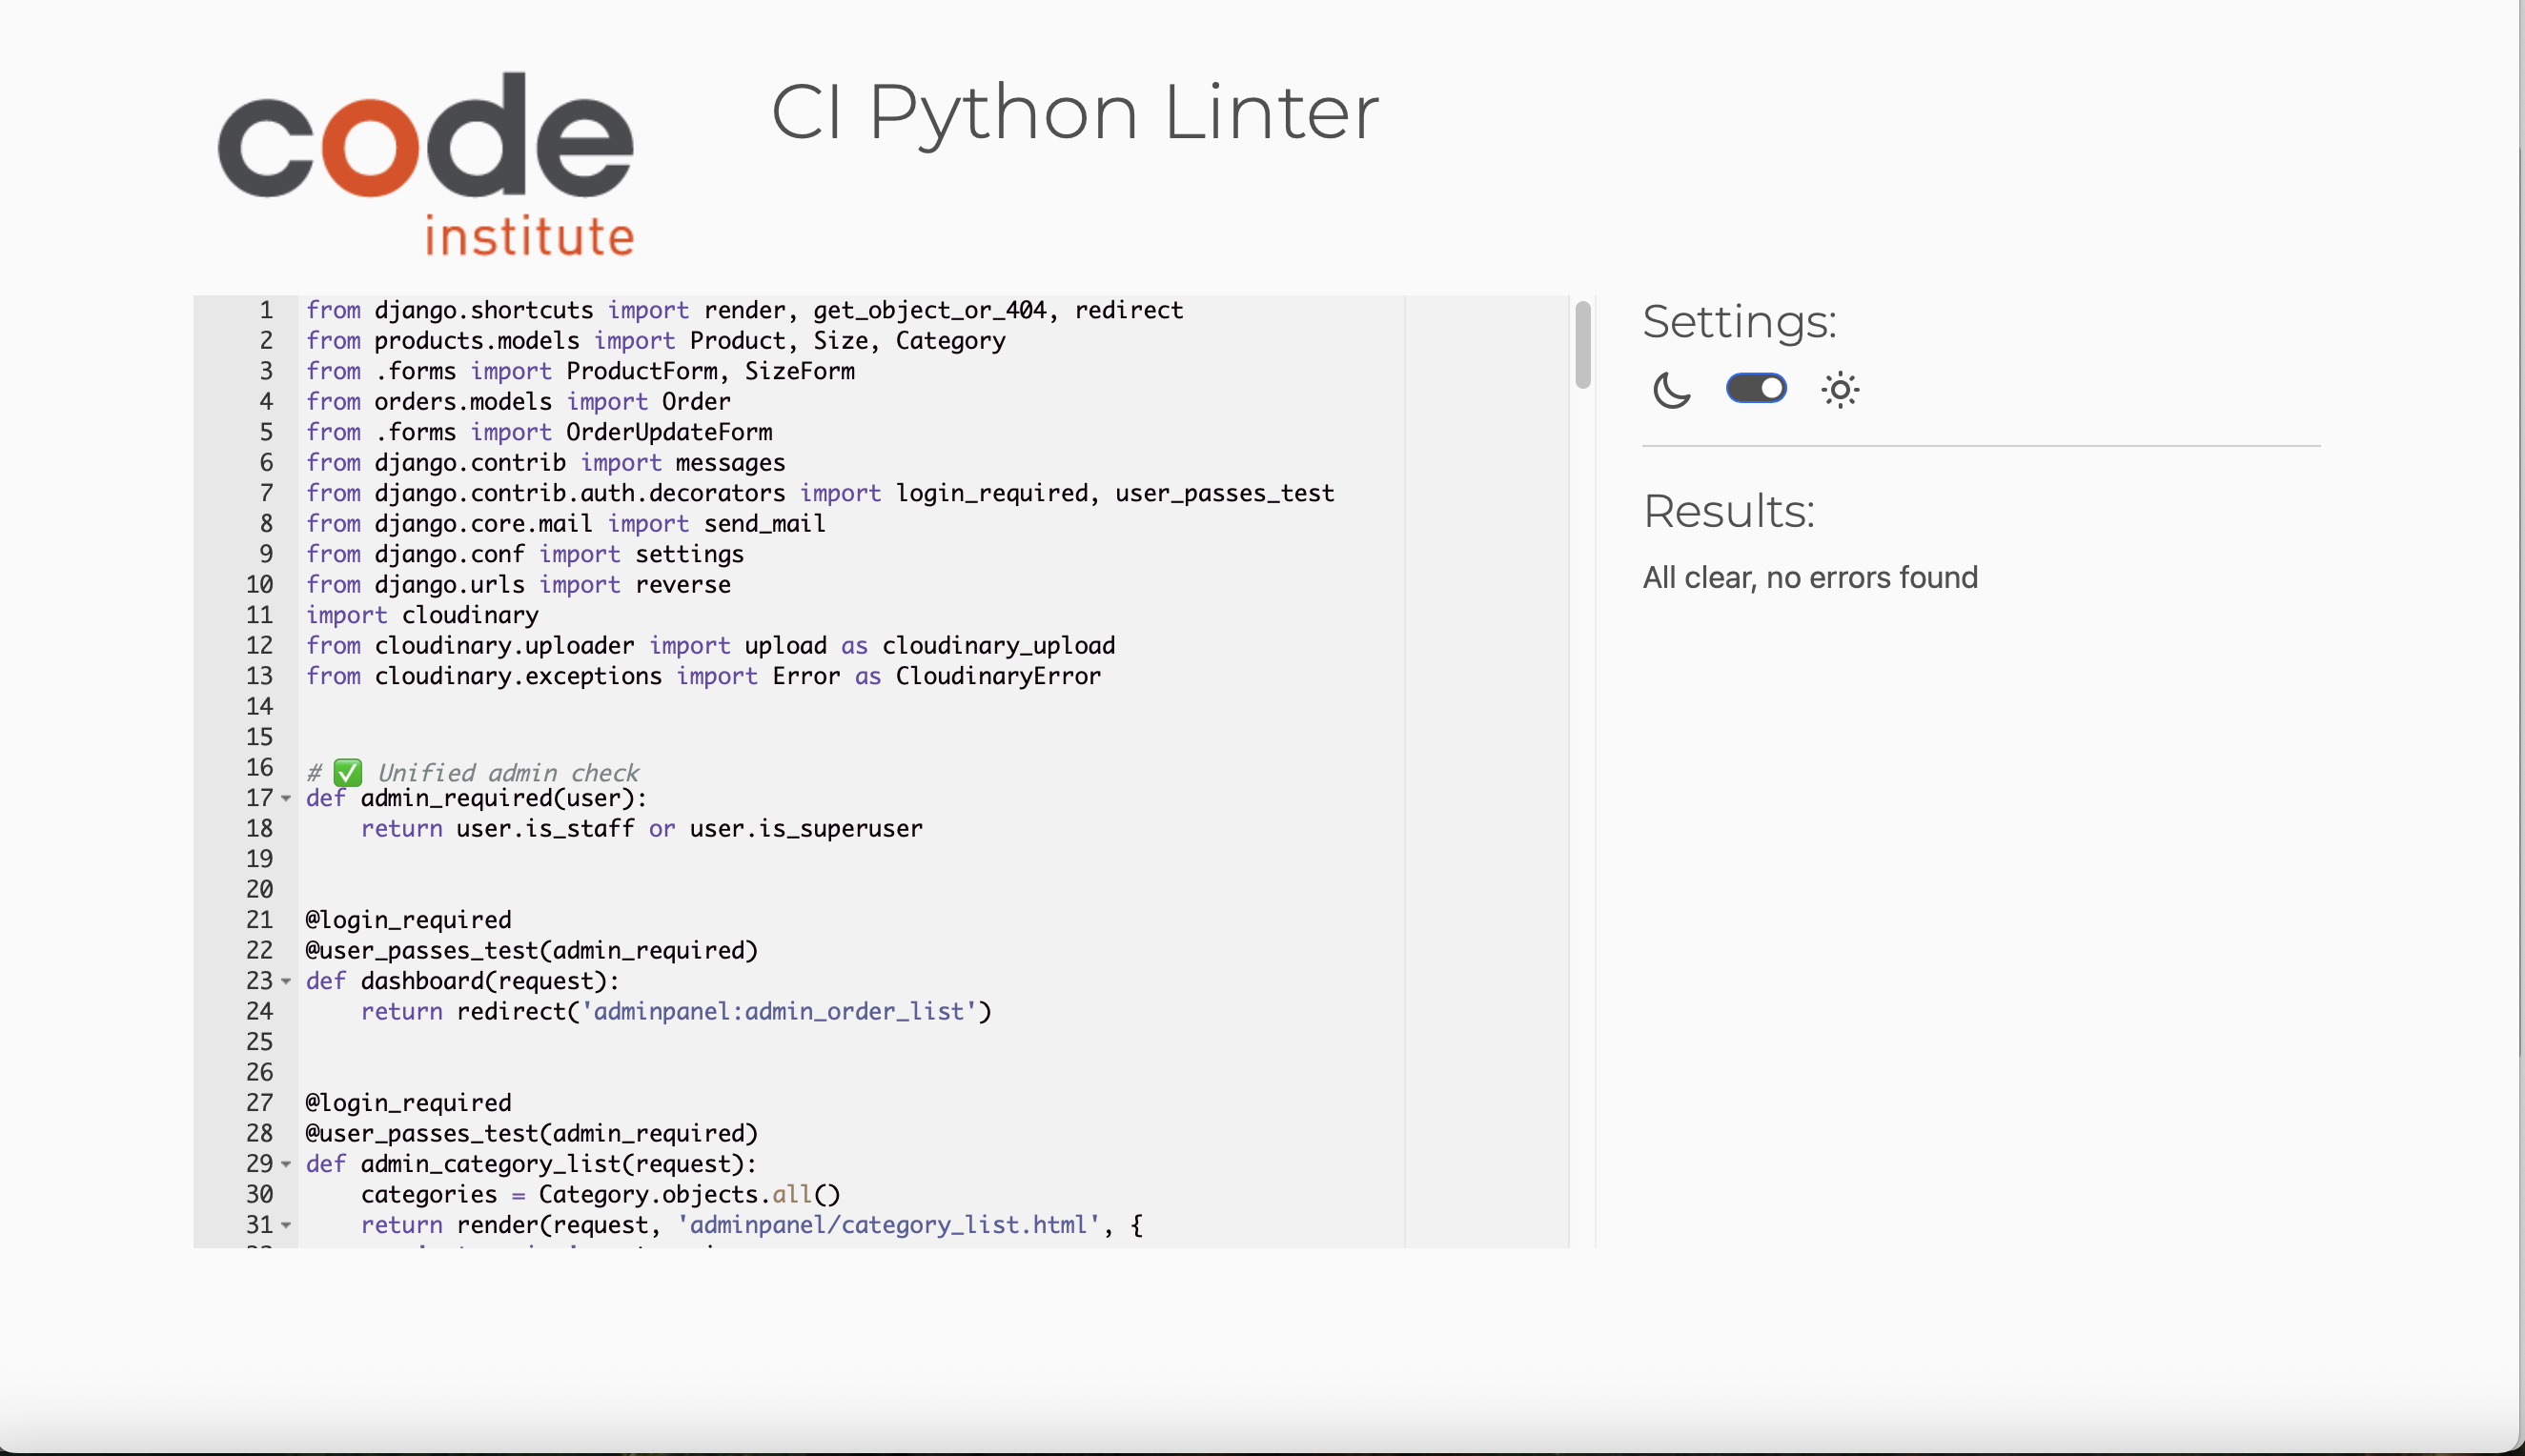 code
institute
CI Python Linter
1 from django.shortcuts import render, get_object_or_404, redirect
2 from products.models import Product, Size, Category
3 from .forms import ProductForm, SizeForm
4 from orders.models import Order
5 from .forms import OrderUpdateForm
6 from django.contrib import messages
7 from django.contrib.auth.decorators import login_required, user_passes_test
8 from django.core.mail import send_mail
9 from django.conf import settings
10 from django.urls import reverse
11 import cloudinary
12 from cloudinary.uploader import upload as cloudinary_upload
13 from cloudinary.exceptions import Error as CloudinaryError
14
15
16 # ✅ Unified admin check
17 def admin_required(user):
18     return user.is_staff or user.is_superuser
19
20
21 @login_required
22 @user_passes_test(admin_required)
23 def dashboard(request):
24     return redirect('adminpanel:admin_order_list')
25
26
27 @login_required
28 @user_passes_test(admin_required)
29 def admin_category_list(request):
30     categories = Category.objects.all()
31     return render(request, 'adminpanel/category_list.html', {
Settings:
Results:
All clear, no errors found